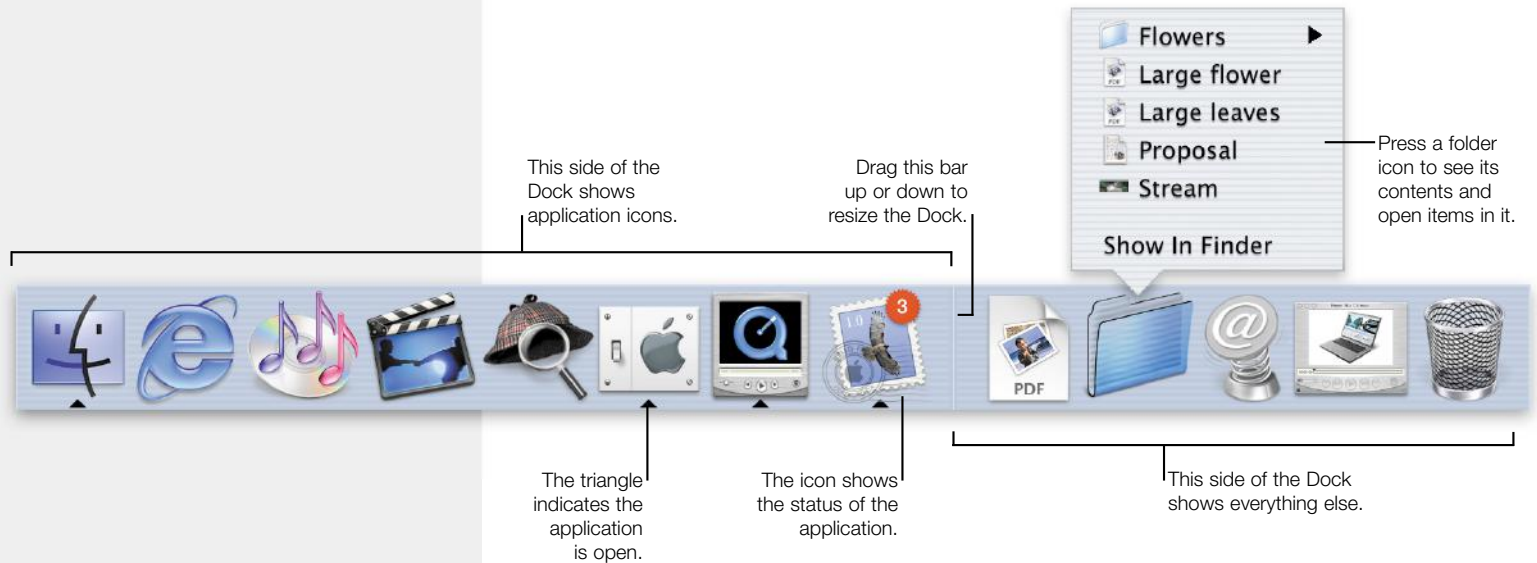 Flowers
Large flower
Large leaves
Proposal
Stream
Show In Finder
Press a folder
icon to see its
contents and
open items in it.
This side of the
Dock shows
application icons.
Drag this bar
up or down to
resize the Dock.
3
1.0
PDF
The triangle
indicates the
application
is open.
The icon shows
the status of the
application.
This side of the Dock
shows everything else.